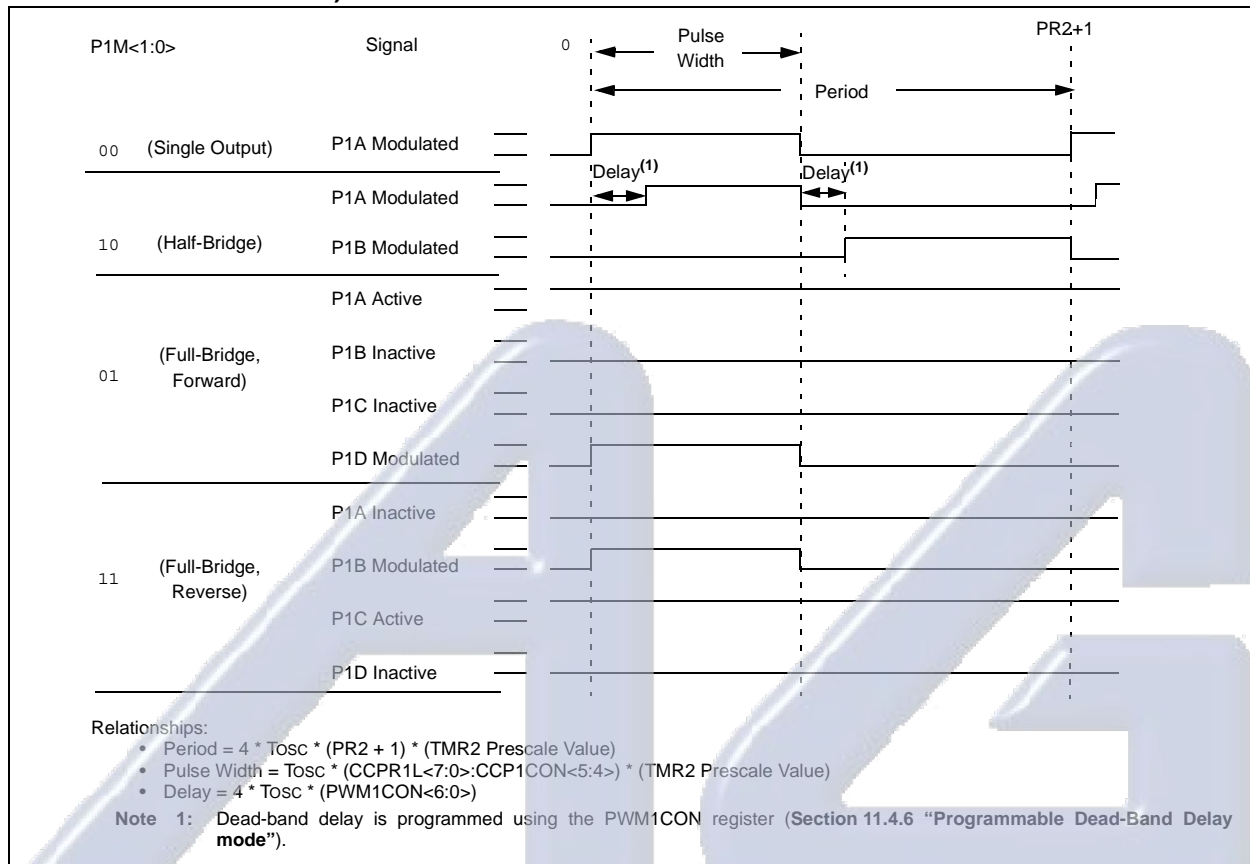 P1M<1:0> Signal 0 Pulse Width PR2+1
Period
00 (Single Output) P1A Modulated
Delay(1) Delay(1)
P1A Modulated
10 (Half-Bridge) P1B Modulated
P1A Active
01 (Full-Bridge, Forward) P1B Inactive
P1C Inactive
P1D Modulated
P1A Inactive
11 (Full-Bridge, Reverse) P1B Modulated
P1C Active
P1D Inactive
Relationships:
• Period = 4 * TOSC * (PR2 + 1) * (TMR2 Prescale Value)
• Pulse Width = TOSC * (CCPR1L<7:0>:CCP1CON<5:4>) * (TMR2 Prescale Value)
• Delay = 4 * TOSC * (PWM1CON<6:0>)
Note 1: Dead-band delay is programmed using the PWM1CON register (Section 11.4.6 “Programmable Dead-Band Delay
mode”).
AG